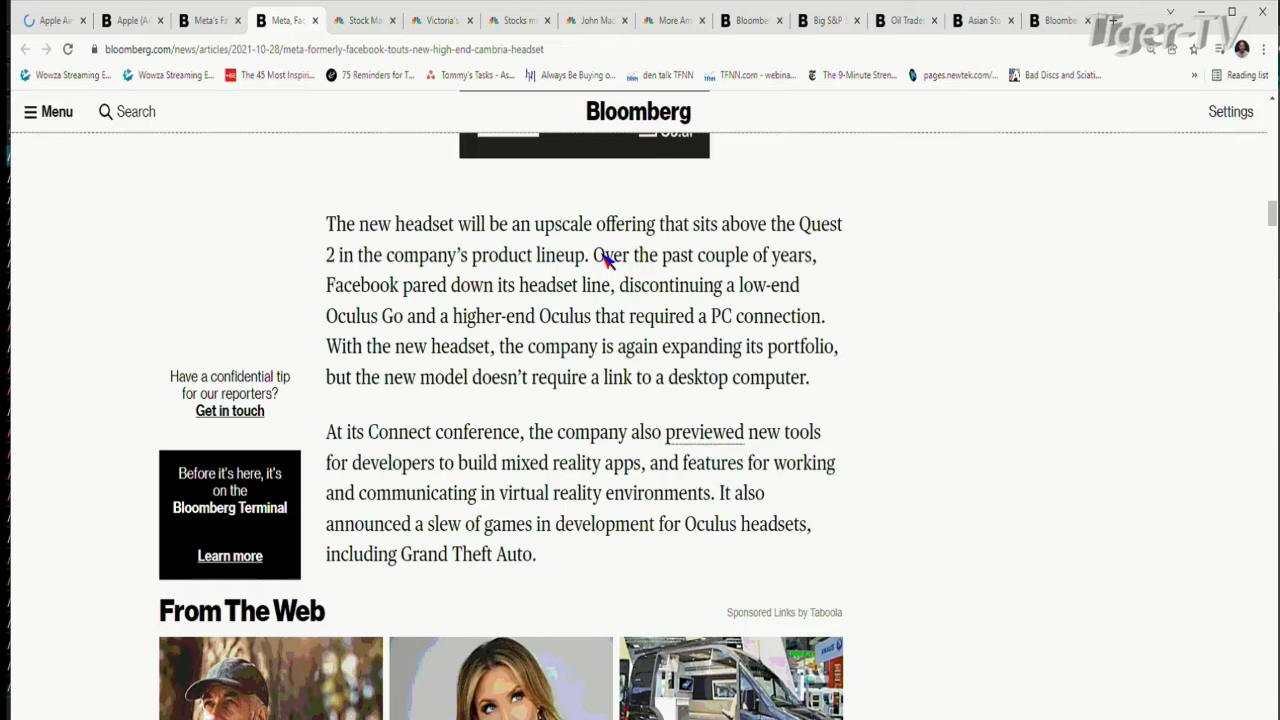 Apple Air
Apple (AA
Meta's Fa
Meta, Fac
Stock Ma
Victoria's
Stocks m
John Mad
More Am
Bloomber
Big S&P
Oil Trade
Asian Sto
Bloombe
Tiger-TV
bloomberg.com/news/articles/2021-10-28/meta-formerly-facebook-touts-new-high-end-cambria-headset
Wowza Streaming E...
Wowza Streaming E...
The 45 Most Inspiri...
75 Reminders for T...
Tommy's Tasks - As...
Always Be Buying o...
den talk TFNN
TFNN.com - webina...
The 9-Minute Stren...
pages.newtek.com/...
Bad Discs and Sciati...
»
Reading list
Menu
Search
Bloomberg
Settings
The new headset will be an upscale offering that sits above the Quest
2 in the company's product lineup. Over the past couple of years,
Facebook pared down its headset line, discontinuing a low-end
Oculus Go and a higher-end Oculus that required a PC connection.
With the new headset, the company is again expanding its portfolio,
but the new model doesn't require a link to a desktop computer.
Have a confidential tip
for our reporters?
Get in touch
At its Connect conference, the company also previewed new tools
for developers to build mixed reality apps, and features for working
and communicating in virtual reality environments. It also
announced a slew of games in development for Oculus headsets,
including Grand Theft Auto.
Before it's here, it's
on the
Bloomberg Terminal
Learn more
From The Web
Sponsored Links by Taboola